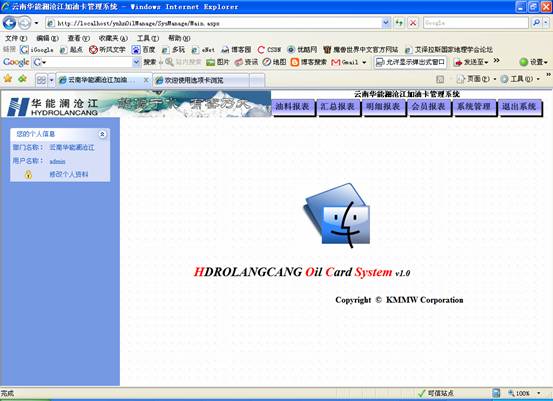 云南华能澜沧江加油卡管理系统 - Windows Internet Explorer
http://localhost/ynhnOilManage/SysManage/Main.aspx
Google
文件(F) 编辑(E) 查看(V) 收藏夹(A) 工具(T) 帮助(H)
链接 iGoogle 起点 听风文学 百度 多玩 eNet 博客园 CSDN 优酷网 魔兽世界中文官方网站 艾泽拉斯国家地理学会论坛
Google 搜索 站内搜索 网页 图片 资讯 地图 Blogger Gmail 允许显示弹出式窗口 发送至 设置
云南华能澜沧江加油... 欢迎使用选项卡浏览 页面(P) 工具(O)
云南华能澜沧江加油卡管理系统
华能澜沧江
HYDROLANCANG
油料报表 汇总报表 明细报表 会员报表 系统管理 退出系统
您的个人信息
部门名称: 云南华能澜沧江
用户名称: admin
修改个人资料
HDROLANGCANG Oil Card System v1.0
Copyright © KMMW Corporation
完成 可信站点 100%